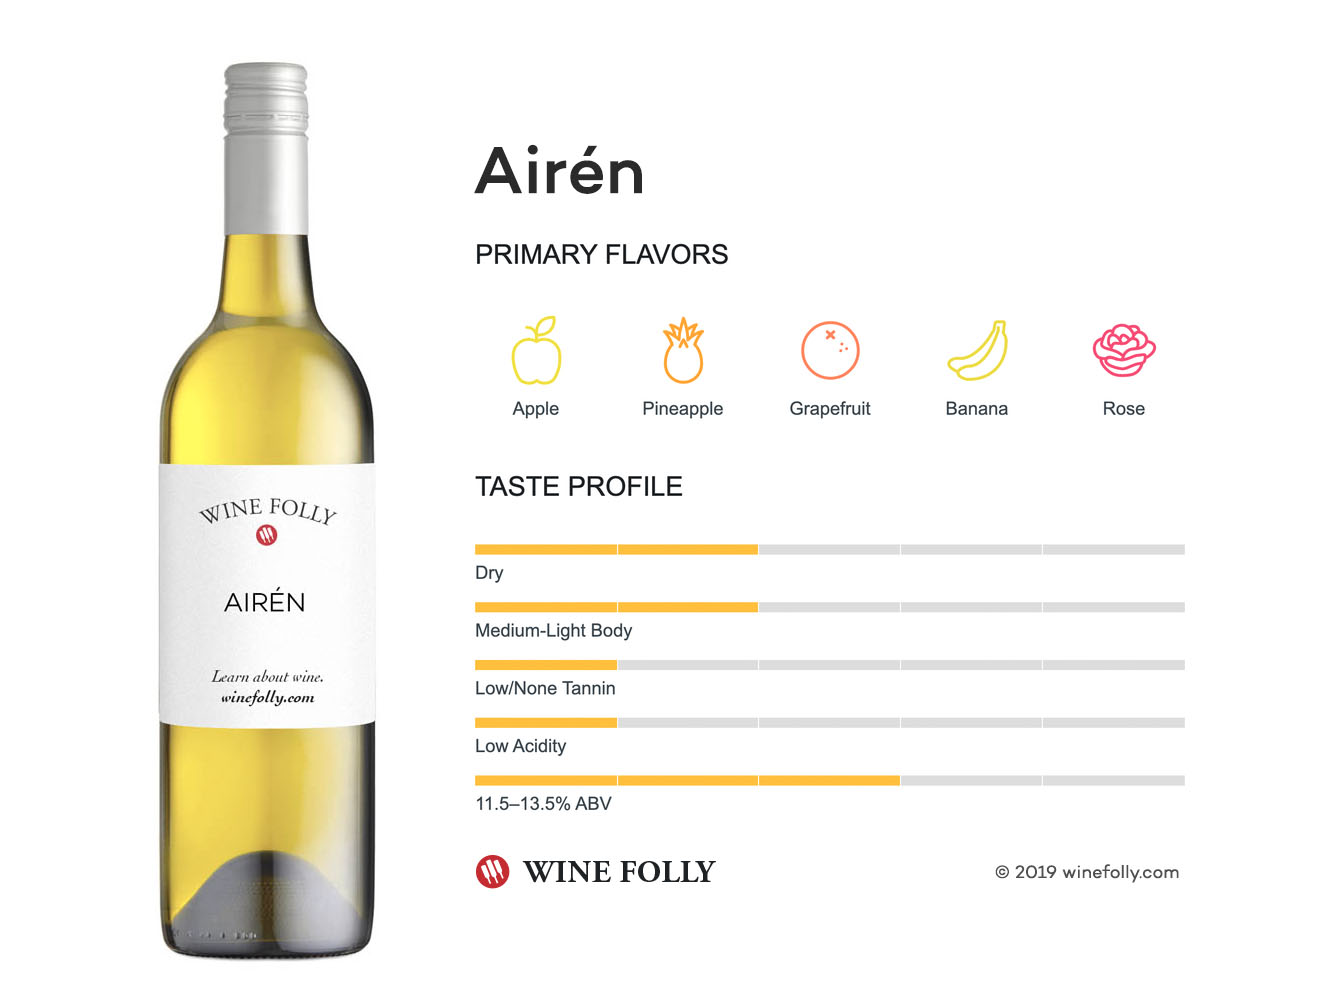 Airén
PRIMARY FLAVORS
Apple
Pineapple
Grapefruit
Banana
Rose
TASTE PROFILE
Dry
Medium-Light Body
Low/None Tannin
Low Acidity
11.5–13.5% ABV
WINE FOLLY
© 2019 winefolly.com
WINE FOLLY
AIRÉN
Learn about wine.
winefolly.com